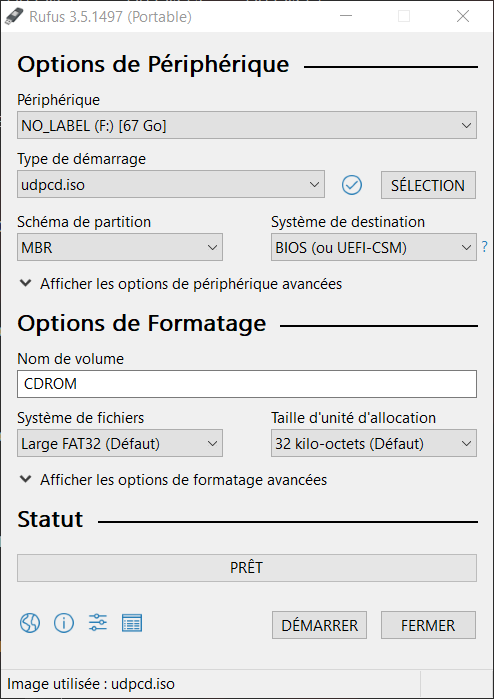 Rufus 3.5.1497 (Portable)
Options de Périphérique
Périphérique
NO_LABEL (F:) [67 Go]
Type de démarrage
udpcd.iso
SÉLECTION
Schéma de partition
Système de destination
MBR
BIOS (ou UEFI-CSM)
?
Afficher les options de périphérique avancées
Options de Formatage
Nom de volume
CDROM
Système de fichiers
Taille d'unité d'allocation
Large FAT32 (Défaut)
32 kilo-octets (Défaut)
Afficher les options de formatage avancées
Statut
PRÊT
DÉMARRER
FERMER
Image utilisée : udpcd.iso